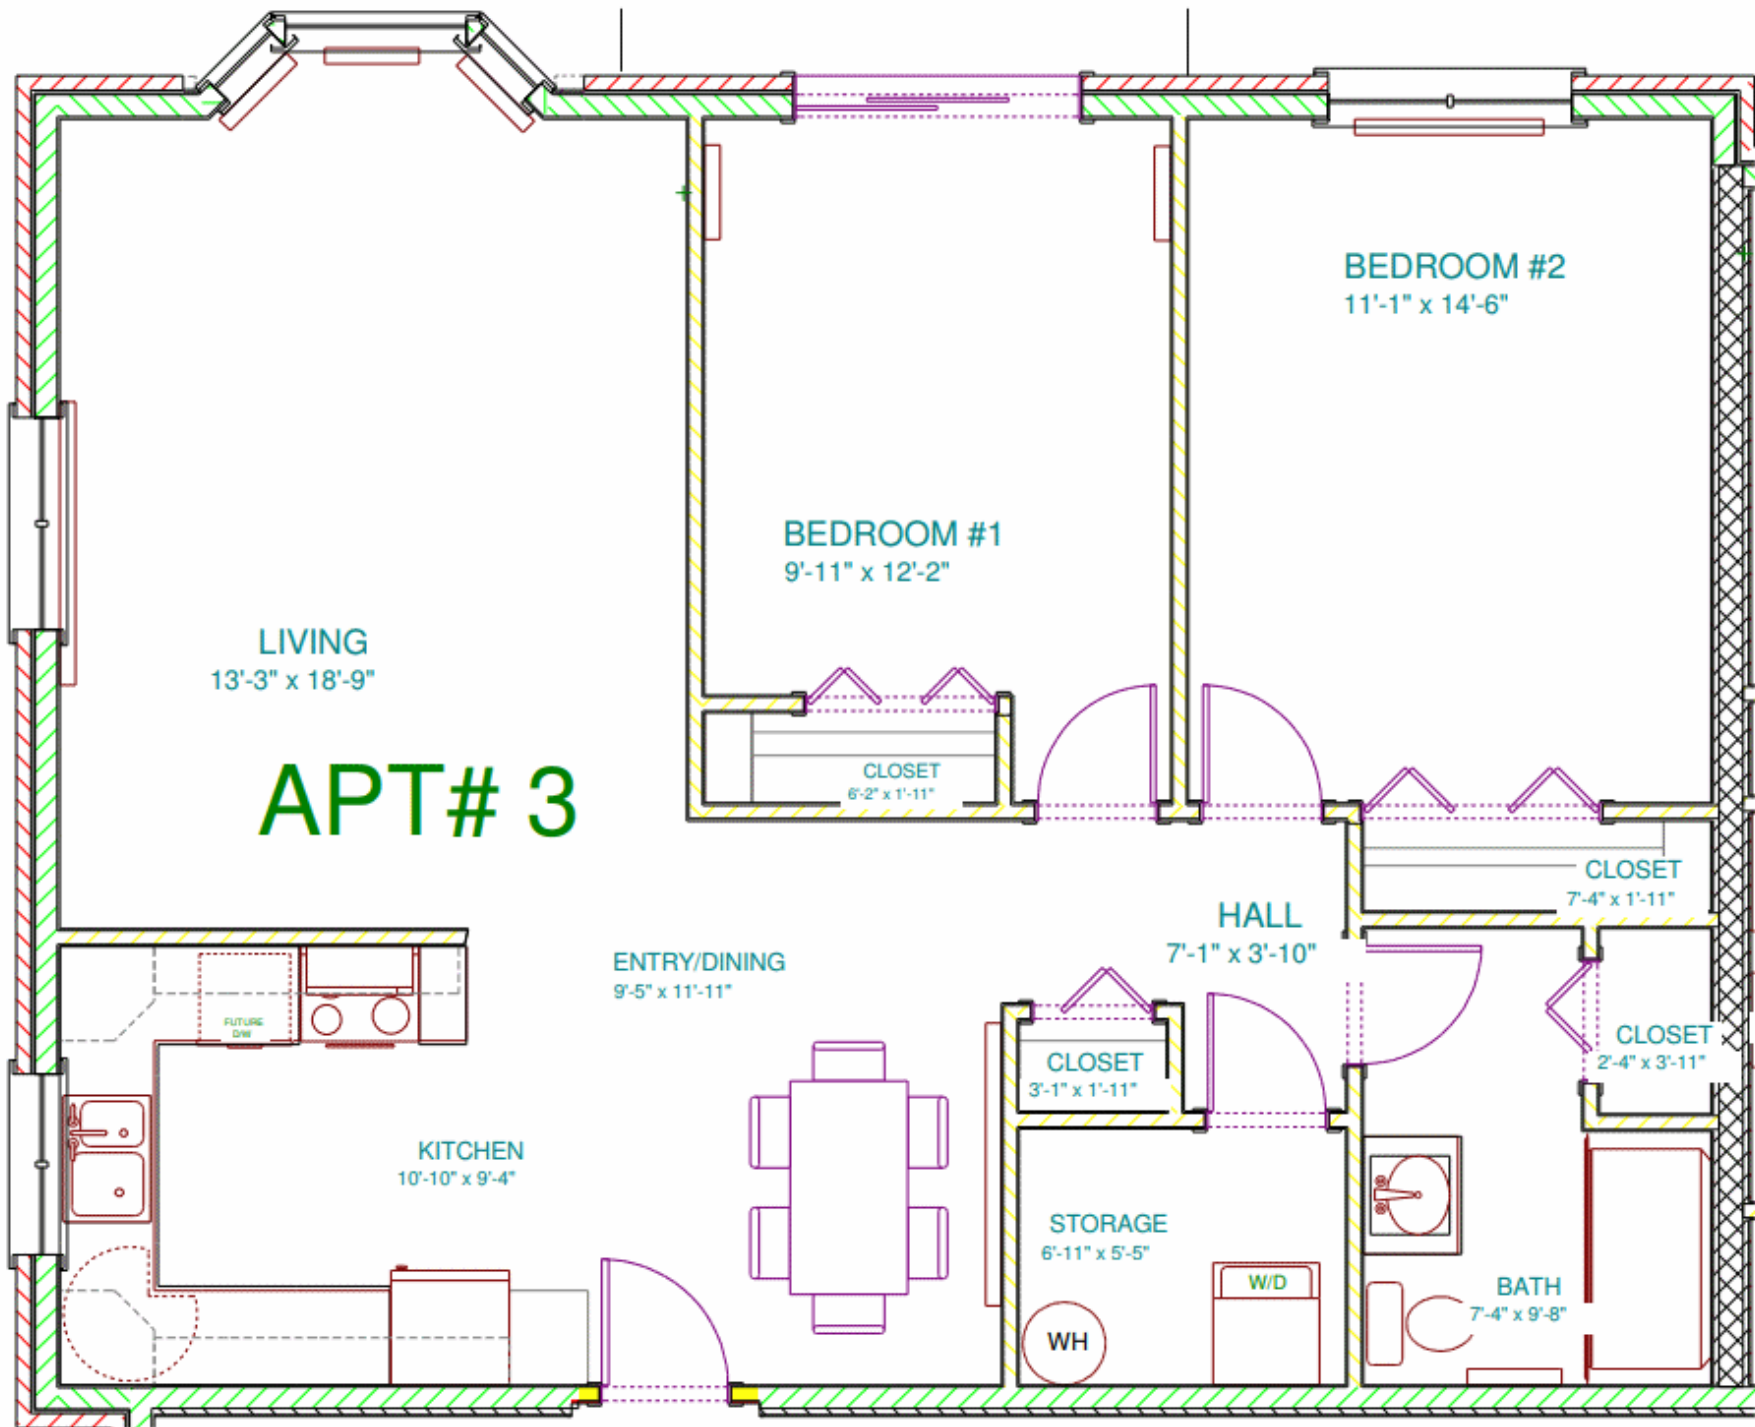 BEDROOM #2
11'-1" x 14'-6"
BEDROOM #1
9'-11" x 12'-2"
LIVING
13'-3" x 18'-9"
APT# 3
CLOSET
6'-2" x 1'-11"
CLOSET
7'-4" x 1'-11"
HALL
7'-1" x 3'-10"
ENTRY/DINING
9'-5" x 11'-11"
FUTURE
D/W
CLOSET
3'-1" x 1'-11"
CLOSET
2'-4" x 3'-11"
KITCHEN
10'-10" x 9'-4"
STORAGE
6'-11" x 5'-5"
W/D
BATH
7'-4" x 9'-8"
WH